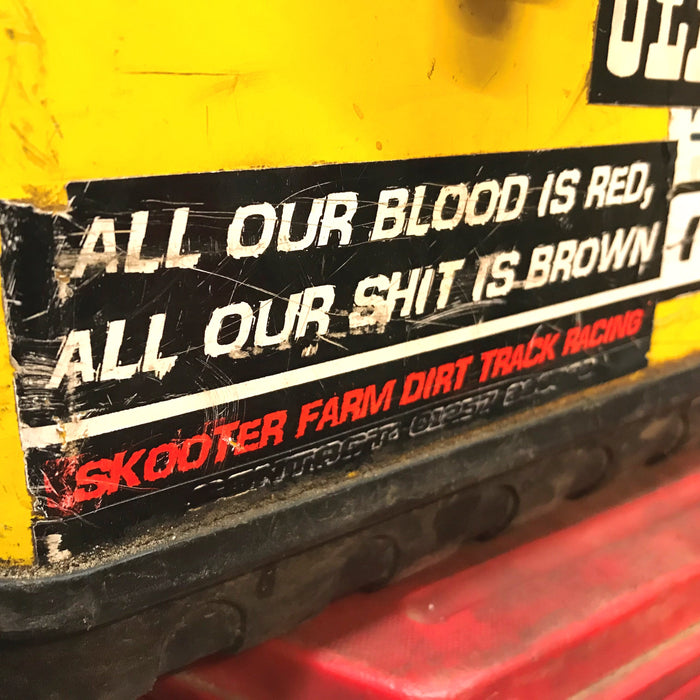 ALL OUR BLOOD IS RED,
ALL OUR SHIT IS BROWN
SKOOTER FARM DIRT TRACK RACING